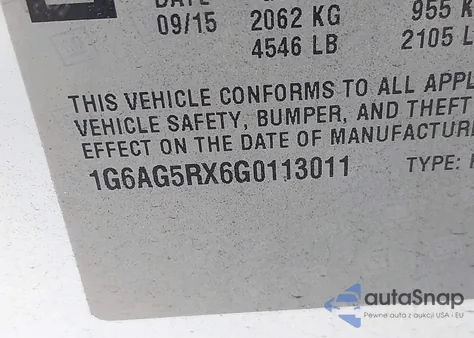 DATE
09/15 2062 KG 955 K
4546 LB 2105 L
THIS VEHICLE CONFORMS TO ALL APPL
VEHICLE SAFETY, BUMPER, AND THEFT
EFFECT ON THE DATE OF MANUFACTUR
1G6AG5RX6G0113011 TYPE:
autaSnap
Pewne auta z aukcji USA i EU